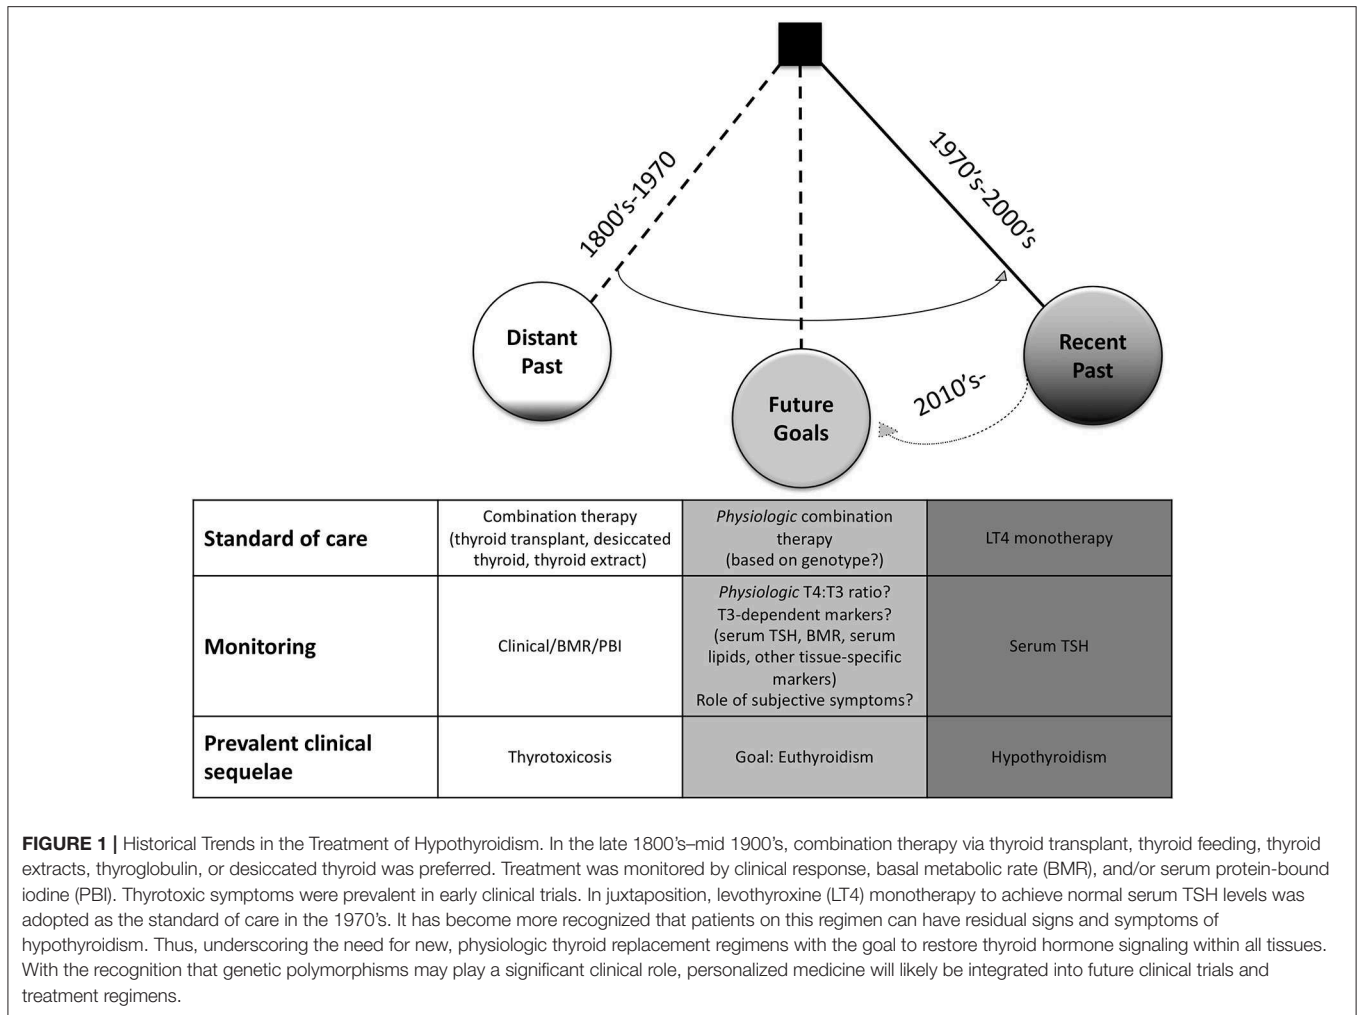 1800's-1970
1970's-2000's
Distant
Past
Recent
Past
Future
Goals
2010's-
Standard of care
Combination therapy
(thyroid transplant, desiccated
thyroid, thyroid extract)
Physiologic combination
therapy
(based on genotype?)
LT4 monotherapy
Monitoring
Clinical/BMR/PBI
Physiologic T4:T3 ratio?
T3-dependent markers?
(serum TSH, BMR, serum
lipids, other tissue-specific
markers)
Role of subjective symptoms?
Serum TSH
Prevalent clinical
sequelae
Thyrotoxicosis
Goal: Euthyroidism
Hypothyroidism
FIGURE 1 | Historical Trends in the Treatment of Hypothyroidism. In the late 1800's–mid 1900's, combination therapy via thyroid transplant, thyroid feeding, thyroid
extracts, thyroglobulin, or desiccated thyroid was preferred. Treatment was monitored by clinical response, basal metabolic rate (BMR), and/or serum protein-bound
iodine (PBI). Thyrotoxic symptoms were prevalent in early clinical trials. In juxtaposition, levothyroxine (LT4) monotherapy to achieve normal serum TSH levels was
adopted as the standard of care in the 1970's. It has become more recognized that patients on this regimen can have residual signs and symptoms of
hypothyroidism. Thus, underscoring the need for new, physiologic thyroid replacement regimens with the goal to restore thyroid hormone signaling within all tissues.
With the recognition that genetic polymorphisms may play a significant clinical role, personalized medicine will likely be integrated into future clinical trials and
treatment regimens.